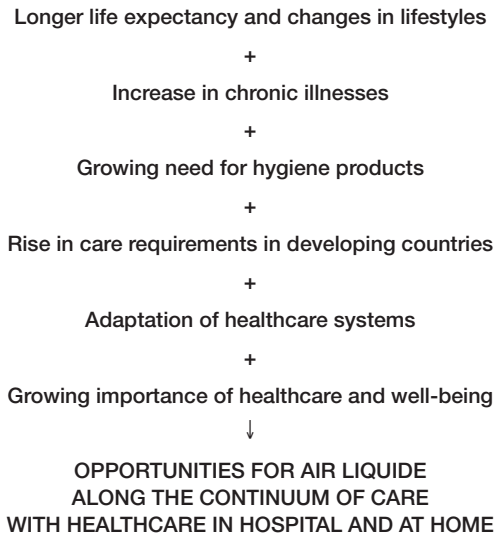 Longer life expectancy and changes in lifestyles
+
Increase in chronic illnesses
+
Growing need for hygiene products
+
Rise in care requirements in developing countries
+
Adaptation of healthcare systems
+
Growing importance of healthcare and well-being
↓
OPPORTUNITIES FOR AIR LIQUIDE
ALONG THE CONTINUUM OF CARE
WITH HEALTHCARE IN HOSPITAL AND AT HOME